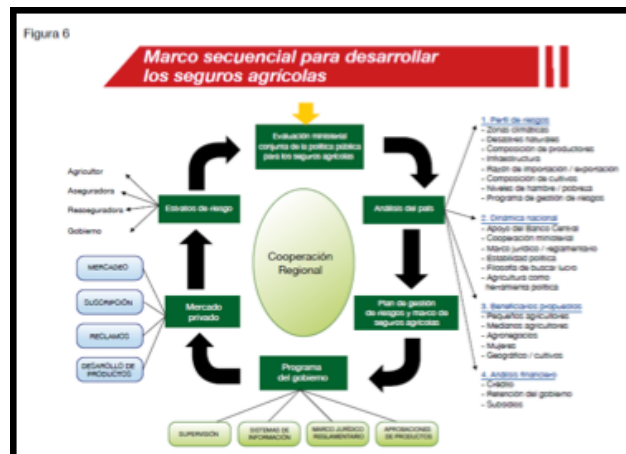 Figura 6
Marco secuencial para desarrollar
los seguros agrícolas
Evaluación ministerial
conjunta de la política pública
para los seguros agrícolas
Agricultor
Aseguradora
Reaseguradora
Gobierno
Estratos de riesgo
Análisis del país
Cooperación
Regional
MERCADEO
SUSCRIPCIÓN
RECLAMOS
DESAROLLO DE
PRODUCTOS
Mercado
privado
Plan de gestión
de riesgos y marco de
seguros agrícolas
Programa
del gobierno
SUPERVISIÓN
SISTEMAS DE
INFORMACIÓN
MARCO JURÍDICO
REGLAMENTARIO
APROBACIONES
DE PRODUCTOS
1. Perfil de riesgos
- Zonas climáticas
- Desastres naturales
- Composición de productores
- Infraestructura
- Razón de importación / exportación
- Composición de cultivos
- Niveles de hambre / pobreza
- Programa de gestión de riesgos
2. Dinámica nacional
- Apoyo del Banco Central
- Cooperación ministerial
- Marco jurídico / reglamentario
- Estabilidad política
- Filosofía de buscar lucro
- Agricultura como
herramienta política
3. Beneficiarios propuestos
- Pequeños agricultores
- Medianos agricultores
- Agronegocios
- Mujeres
- Geográfico / cultivos
4. Análisis financiero
- Crédito
- Retención del gobierno
- Subsidios